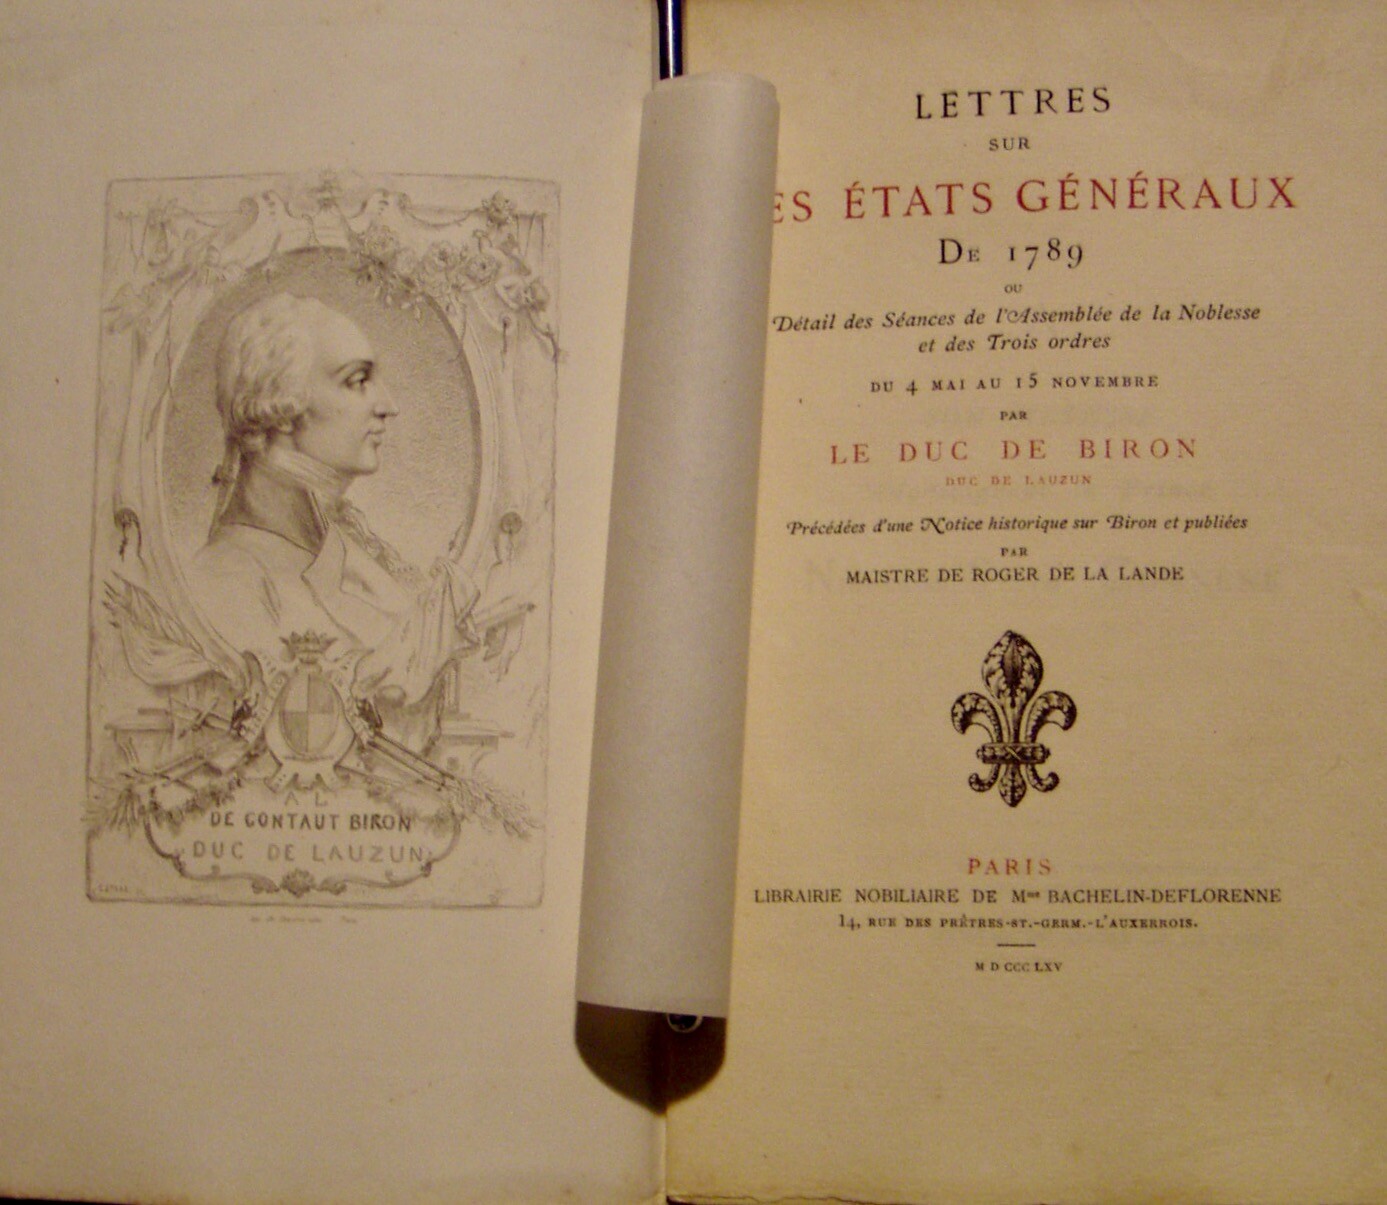 A L
DE GONTAUT BIRON
DUC DE LAUZUN
LETTRES
SUR
ES ÉTATS GÉNÉRAUX
DE 1789
OU
Détail des Séances de l'Assemblée de la Noblesse
et des Trois ordres
DU 4 MAI AU 15 NOVEMBRE
PAR
LE DUC DE BIRON
DUC DE LAUZUN
Précédées d'une Notice historique sur Biron et publiées
PAR
MAISTRE DE ROGER DE LA LANDE
PARIS
LIBRAIRIE NOBILIAIRE DE Mme BACHELIN-DEFLORENNE
14, RUE DES PRÊTRES-ST.-GERM.-L'AUXERROIS.
M D CCC LXV